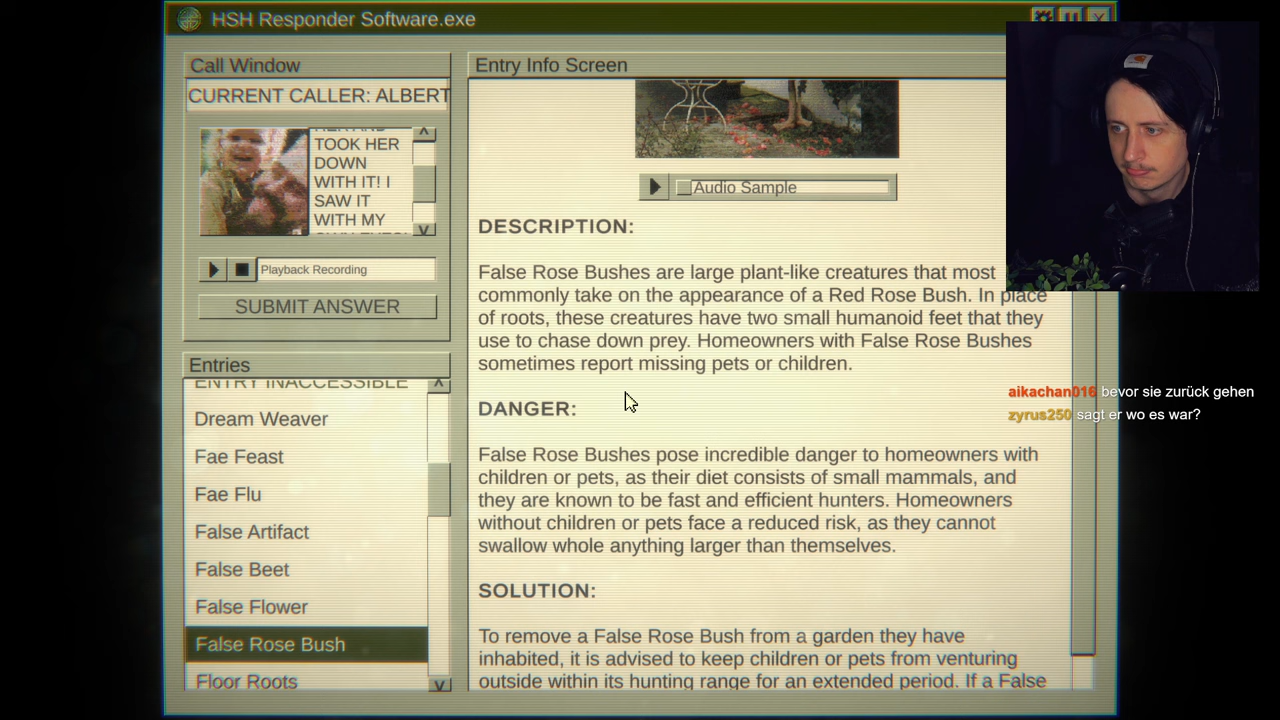 HSH Responder Software.exe
Call Window
CURRENT CALLER: ALBERT
TOOK HER
DOWN
WITH IT! I
SAW IT
WITH MY
Playback Recording
SUBMIT ANSWER
Entries
ENTRY INACCESSIBLE
Dream Weaver
Fae Feast
Fae Flu
False Artifact
False Beet
False Flower
False Rose Bush
Floor Roots
Entry Info Screen
Audio Sample
DESCRIPTION:
False Rose Bushes are large plant-like creatures that most
commonly take on the appearance of a Red Rose Bush. In place
of roots, these creatures have two small humanoid feet that they
use to chase down prey. Homeowners with False Rose Bushes
sometimes report missing pets or children.
DANGER:
False Rose Bushes pose incredible danger to homeowners with
children or pets, as their diet consists of small mammals, and
they are known to be fast and efficient hunters. Homeowners
without children or pets face a reduced risk, as they cannot
swallow whole anything larger than themselves.
SOLUTION:
To remove a False Rose Bush from a garden they have
inhabited, it is advised to keep children or pets from venturing
outside within its hunting range for an extended period. If a False
aikachan016 bevor sie zurück gehen
zyrus250 sagt er wo es war?